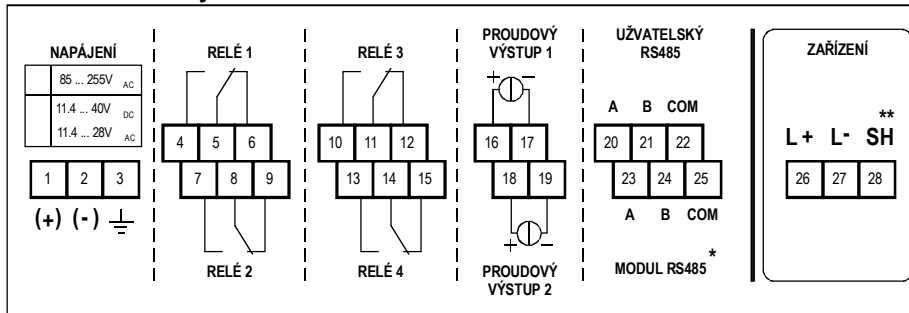 NAPÁJENÍ
85 ... 255V AC
11.4 ... 40V DC
11.4 ... 28V AC
1 2 3
(+) (-)
RELÉ 1
4 5 6
7 8 9
RELÉ 2
RELÉ 3
10 11 12
13 14 15
RELÉ 4
PROUDOVÝ
VÝSTUP 1
+ -
16 17
18 19
+ -
PROUDOVÝ
VÝSTUP 2
UŽVATELSKÝ
RS485
A B COM
20 21 22
23 24 25
A B COM
MODUL RS485 *
ZAŘÍZENÍ
**
L+ L- SH
26 27 28